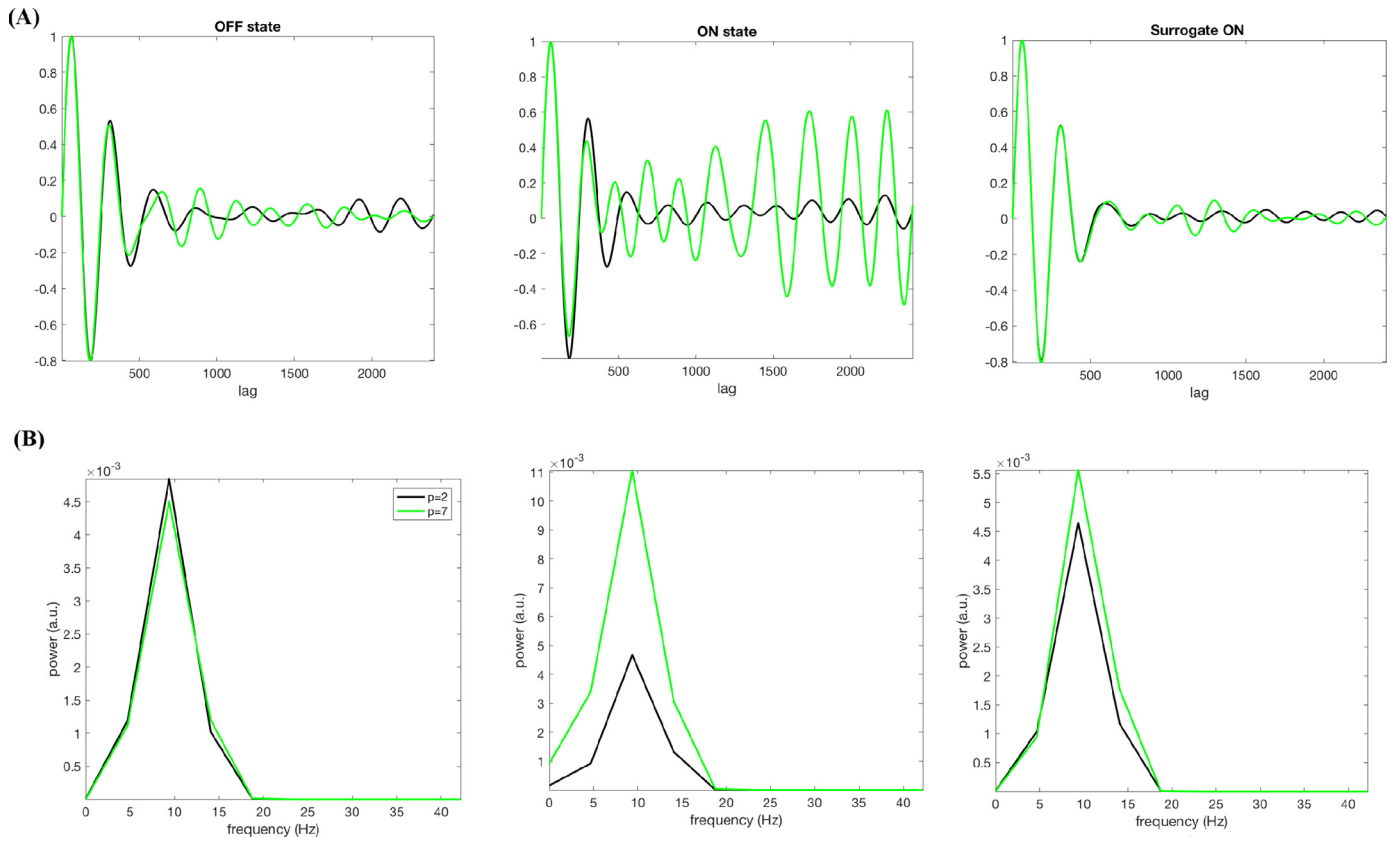 (A)
OFF state
1
0.8
0.6
0.4
0.2
0
-0.2
-0.4
-0.6
-0.8
500 1000 1500 2000
lag
ON state
1
0.8
0.6
0.4
0.2
0
-0.2
-0.4
-0.6
500 1000 1500 2000
lag
Surrogate ON
1
0.8
0.6
0.4
0.2
0
-0.2
-0.4
-0.6
-0.8
500 1000 1500 2000
lag
(B)
×10⁻³
4.5
4
3.5
3
2.5
2
1.5
1
0.5
power (a.u.)
p=2
p=7
0 5 10 15 20 25 30 35 40
frequency (Hz)
×10⁻³
11
10
9
8
7
6
5
4
3
2
1
power (a.u.)
0 5 10 15 20 25 30 35 40
frequency (Hz)
×10⁻³
5.5
5
4.5
4
3.5
3
2.5
2
1.5
1
0.5
power (a.u.)
0 5 10 15 20 25 30 35 40
frequency (Hz)